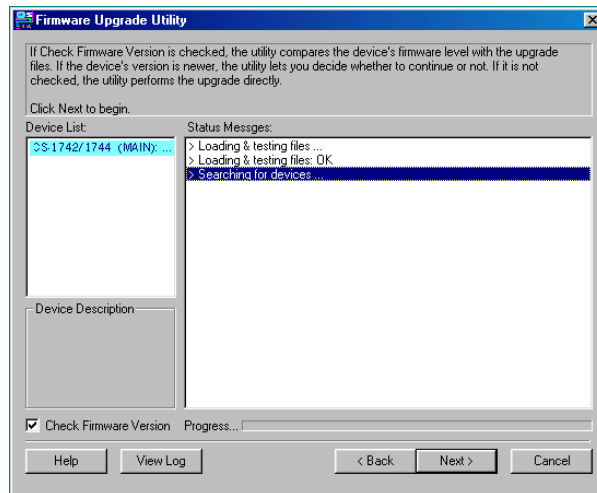 Firmware Upgrade Utility
If Check Firmware Version is checked, the utility compares the device's firmware level with the upgrade
files. If the device's version is newer, the utility lets you decide whether to continue or not. If it is not
checked, the utility performs the upgrade directly.
Click Next to begin.
Device List:
Status Messges:
CS-1742/1744 (MAIN): ...
> Loading & testing files ...
> Loading & testing files: OK
> Searching for devices ...
Device Description
Check Firmware Version
Progress...
Help
View Log
< Back
Next >
Cancel